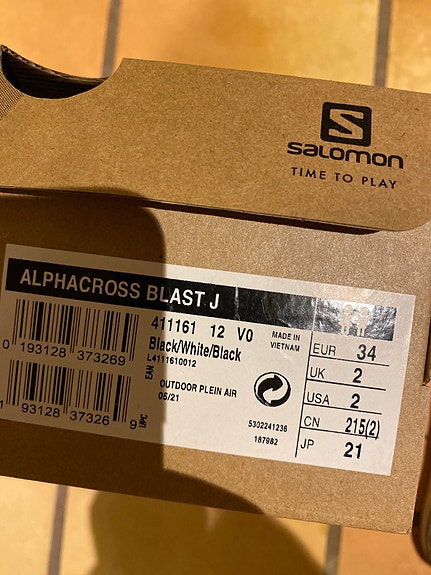 S
salomon
TIME TO PLAY
ALPHACROSS BLAST J
411161 12 V0
Black/White/Black
L4111610012
MADE IN
VIETNAM
0 193128 373269
EAN
OUTDOOR PLEIN AIR
05/21
93128 37326 9
UPC
5302241236
187982
EUR 34
UK 2
USA 2
CN 215(2)
JP 21